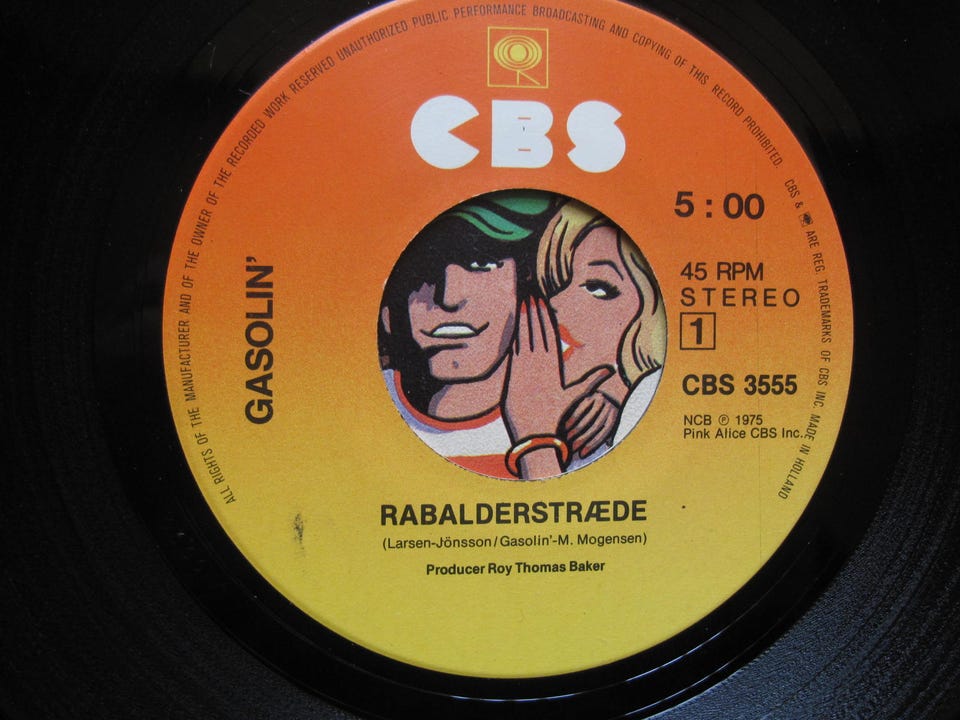 ALL RIGHTS OF THE MANUFACTURER AND OF THE OWNER OF THE RECORDED WORK RESERVED UNAUTHORIZED PUBLIC PERFORMANCE BROADCASTING AND COPYING OF THIS RECORD PROHIBITED. CBS & ARE REG. TRADEMARKS OF CBS INC. MADE IN HOLLAND
CBS
5 : 00
45 RPM
STEREO
1
GASOLIN'
CBS 3555
NCB ℗ 1975
Pink Alice CBS Inc.
RABALDERSTRÆDE
(Larsen-Jönsson/Gasolin'-M. Mogensen)
Producer Roy Thomas Baker